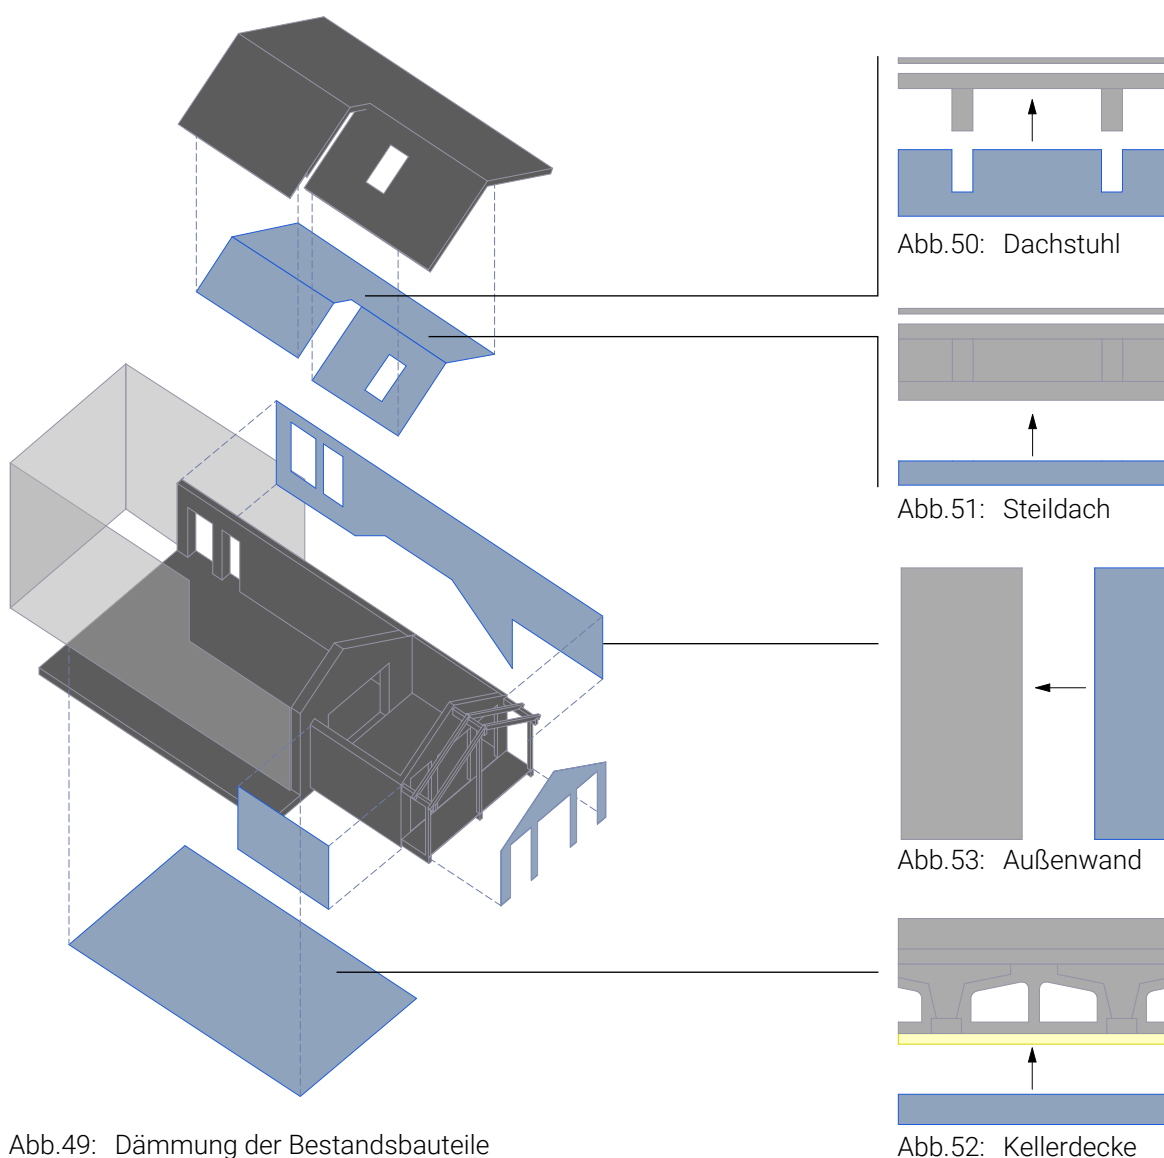 Abb.50: Dachstuhl
Abb.51: Steildach
Abb.53: Außenwand
Abb.49: Dämmung der Bestandsbauteile
Abb.52: Kellerdecke